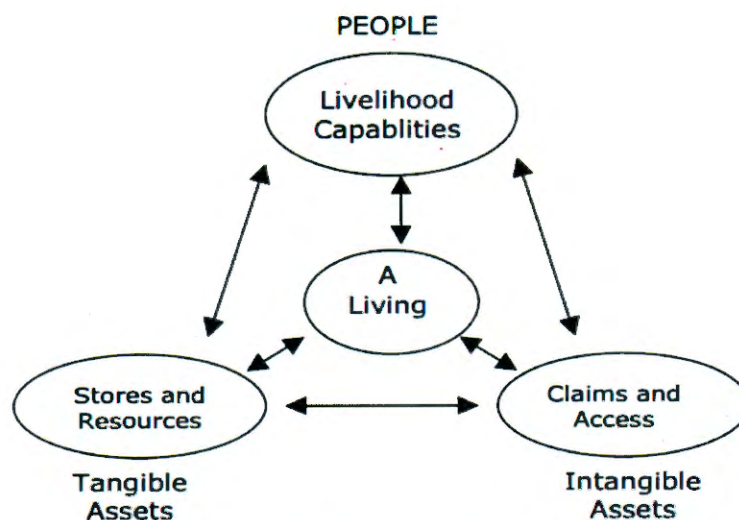 PEOPLE
Livelihood
Capablities
A
Living
Stores and
Resources
Claims and
Access
Tangible
Assets
Intangible
Assets